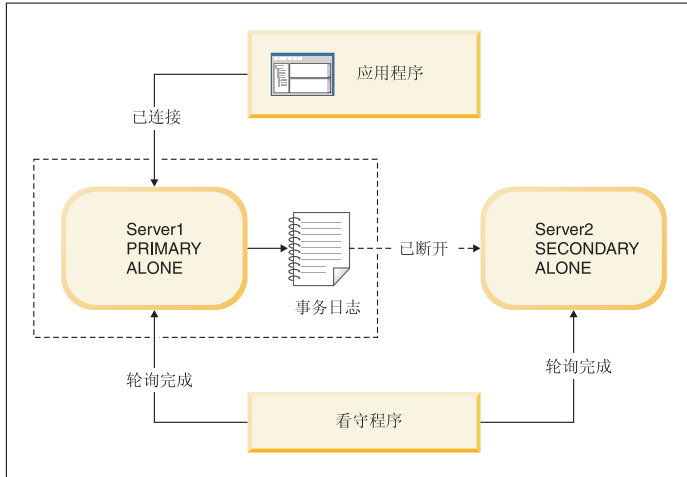 应用程序
已连接
Server1
PRIMARY
ALONE
事务日志
已断开
Server2
SECONDARY
ALONE
轮询完成
轮询完成
看守程序